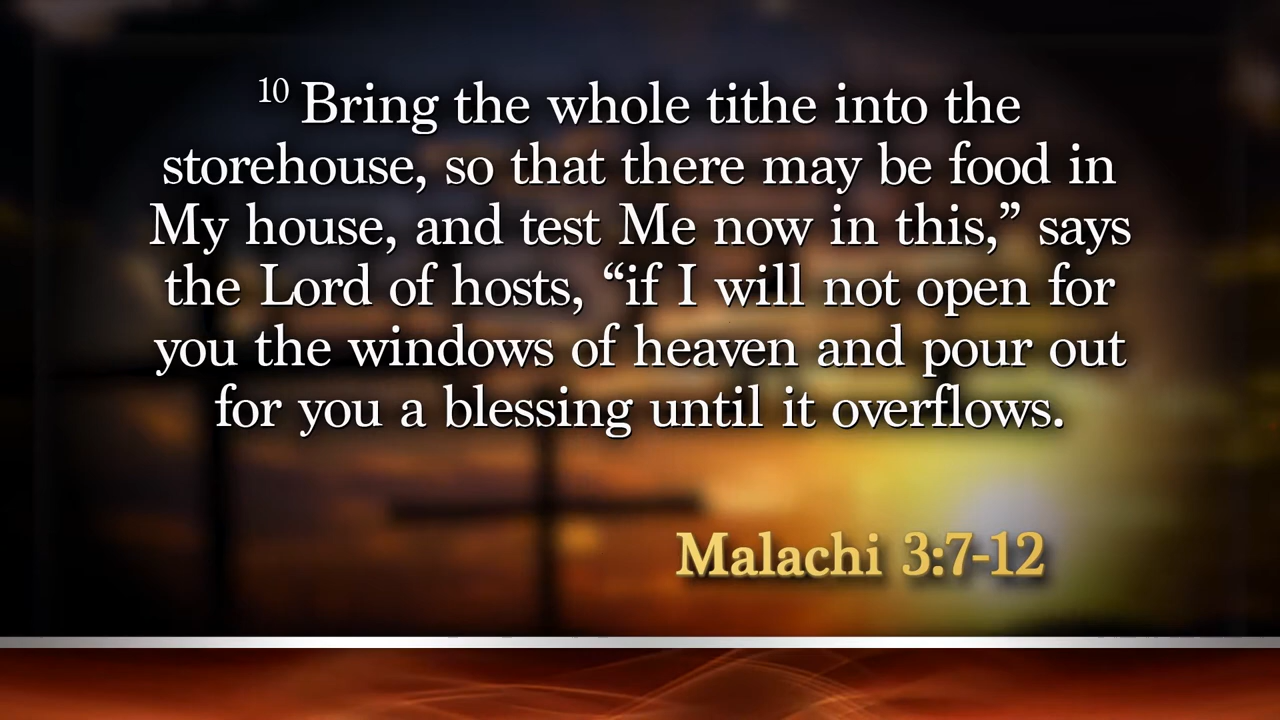 10 Bring the whole tithe into the
storehouse, so that there may be food in
My house, and test Me now in this,” says
the Lord of hosts, “if I will not open for
you the windows of heaven and pour out
for you a blessing until it overflows.
Malachi 3:7-12